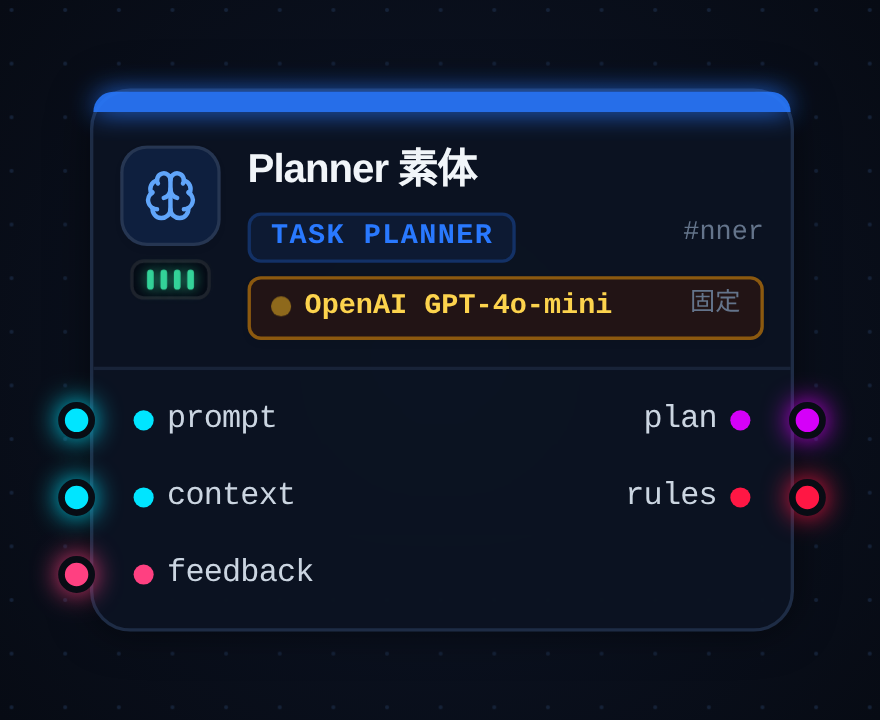 Planner 素体
TASK PLANNER
#nner
OpenAI GPT-4o-mini
固定
prompt
plan
context
rules
feedback